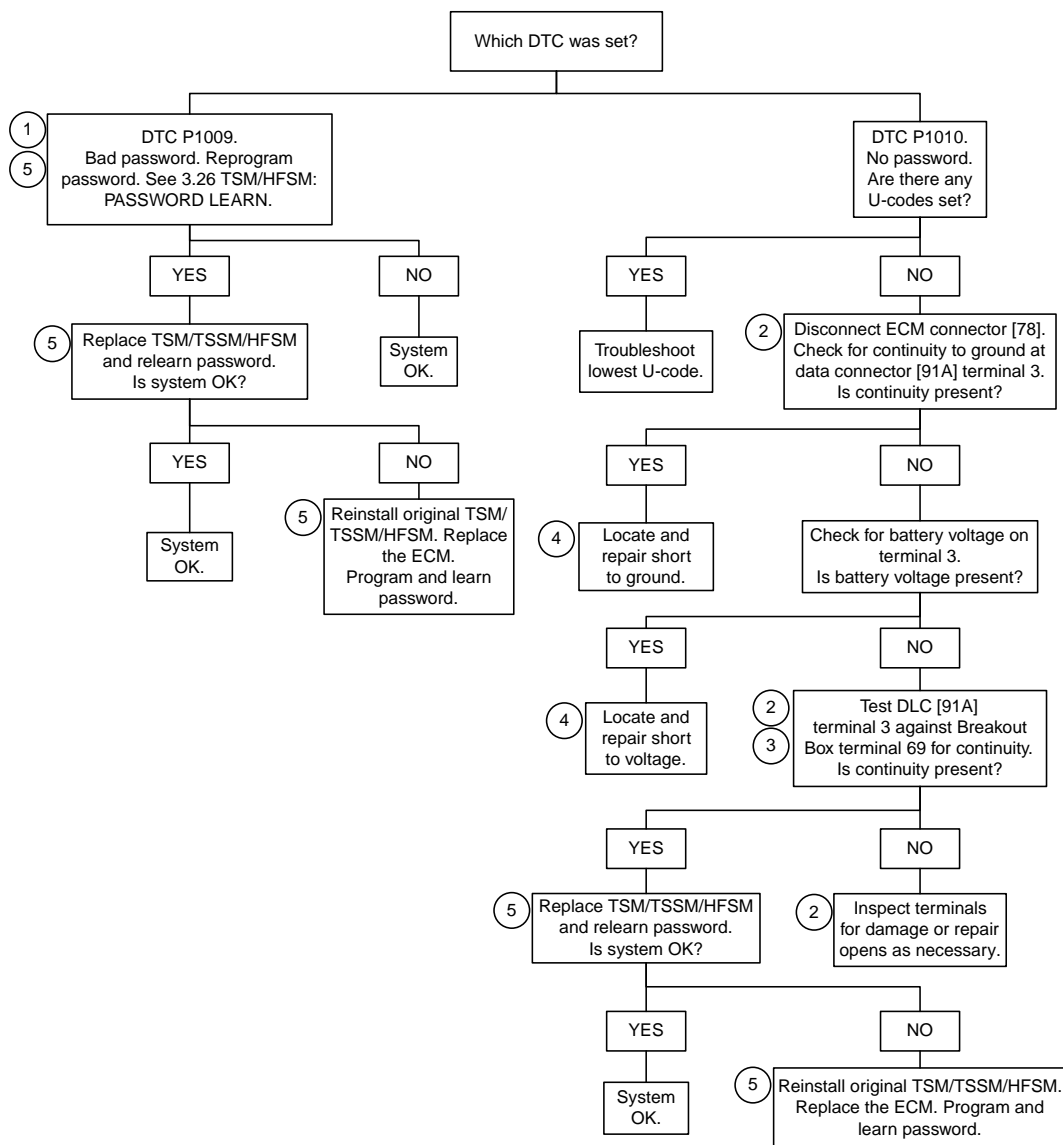 Which DTC was set?
1
5
DTC P1009.
Bad password. Reprogram
password. See 3.26 TSM/HFSM:
PASSWORD LEARN.
DTC P1010.
No password.
Are there any
U-codes set?
YES
NO
YES
NO
5
Replace TSM/TSSM/HFSM
and relearn password.
Is system OK?
System
OK.
Troubleshoot
lowest U-code.
2
Disconnect ECM connector [78].
Check for continuity to ground at
data connector [91A] terminal 3.
Is continuity present?
YES
NO
YES
NO
System
OK.
5
Reinstall original TSM/
TSSM/HFSM. Replace
the ECM.
Program and learn
password.
4
Locate and
repair short
to ground.
Check for battery voltage on
terminal 3.
Is battery voltage present?
YES
NO
4
Locate and
repair short
to voltage.
2
3
Test DLC [91A]
terminal 3 against Breakout
Box terminal 69 for continuity.
Is continuity present?
YES
NO
5
Replace TSM/TSSM/HFSM
and relearn password.
Is system OK?
2
Inspect terminals
for damage or repair
opens as necessary.
YES
NO
System
OK.
5
Reinstall original TSM/TSSM/HFSM.
Replace the ECM. Program and
learn password.